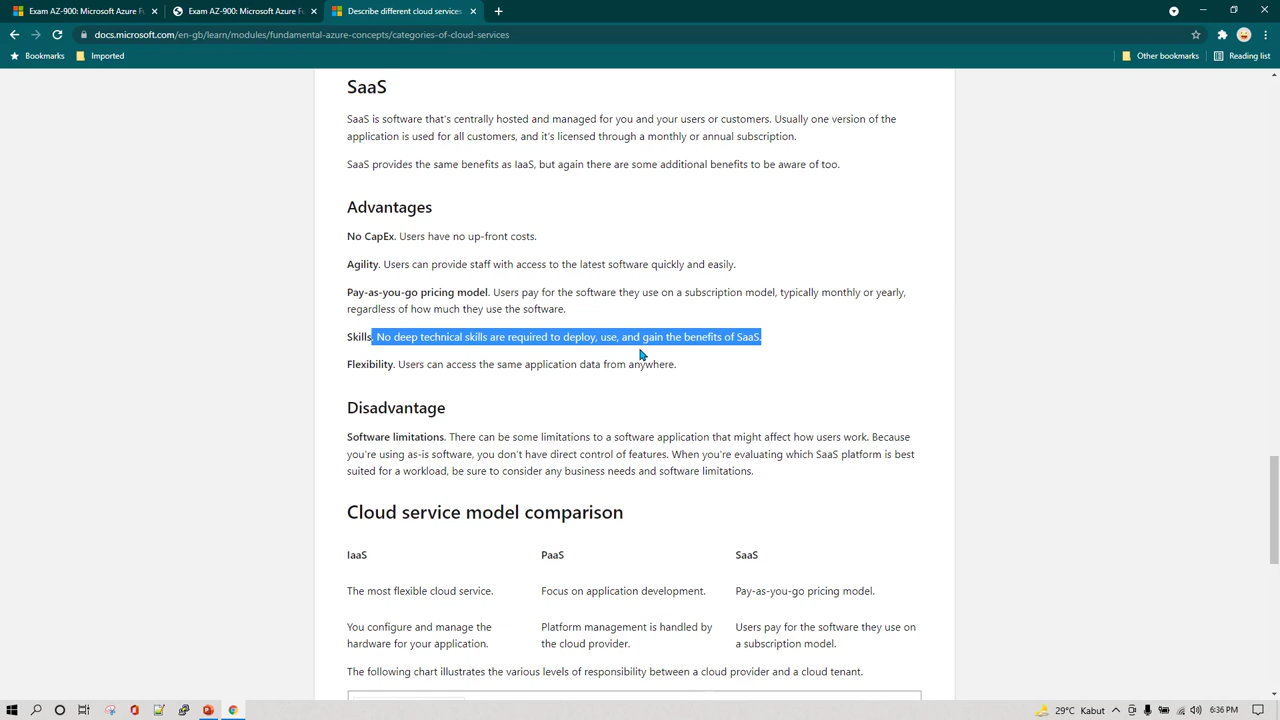 Exam AZ-900: Microsoft Azure Fu
Exam AZ-900: Microsoft Azure Fu
Describe different cloud services
docs.microsoft.com/en-gb/learn/modules/fundamental-azure-concepts/categories-of-cloud-services
Bookmarks
Imported
Other bookmarks
Reading list
SaaS
SaaS is software that's centrally hosted and managed for you and your users or customers. Usually one version of the
application is used for all customers, and it's licensed through a monthly or annual subscription.
SaaS provides the same benefits as IaaS, but again there are some additional benefits to be aware of too.
Advantages
No CapEx. Users have no up-front costs.
Agility. Users can provide staff with access to the latest software quickly and easily.
Pay-as-you-go pricing model. Users pay for the software they use on a subscription model, typically monthly or yearly,
regardless of how much they use the software.
Skills. No deep technical skills are required to deploy, use, and gain the benefits of SaaS.
Flexibility. Users can access the same application data from anywhere.
Disadvantage
Software limitations. There can be some limitations to a software application that might affect how users work. Because
you're using as-is software, you don't have direct control of features. When you're evaluating which SaaS platform is best
suited for a workload, be sure to consider any business needs and software limitations.
Cloud service model comparison
IaaS PaaS SaaS
The most flexible cloud service. Focus on application development. Pay-as-you-go pricing model.
You configure and manage the Platform management is handled by Users pay for the software they use on
hardware for your application. the cloud provider. a subscription model.
The following chart illustrates the various levels of responsibility between a cloud provider and a cloud tenant.
29°C Kabut
6:36 PM